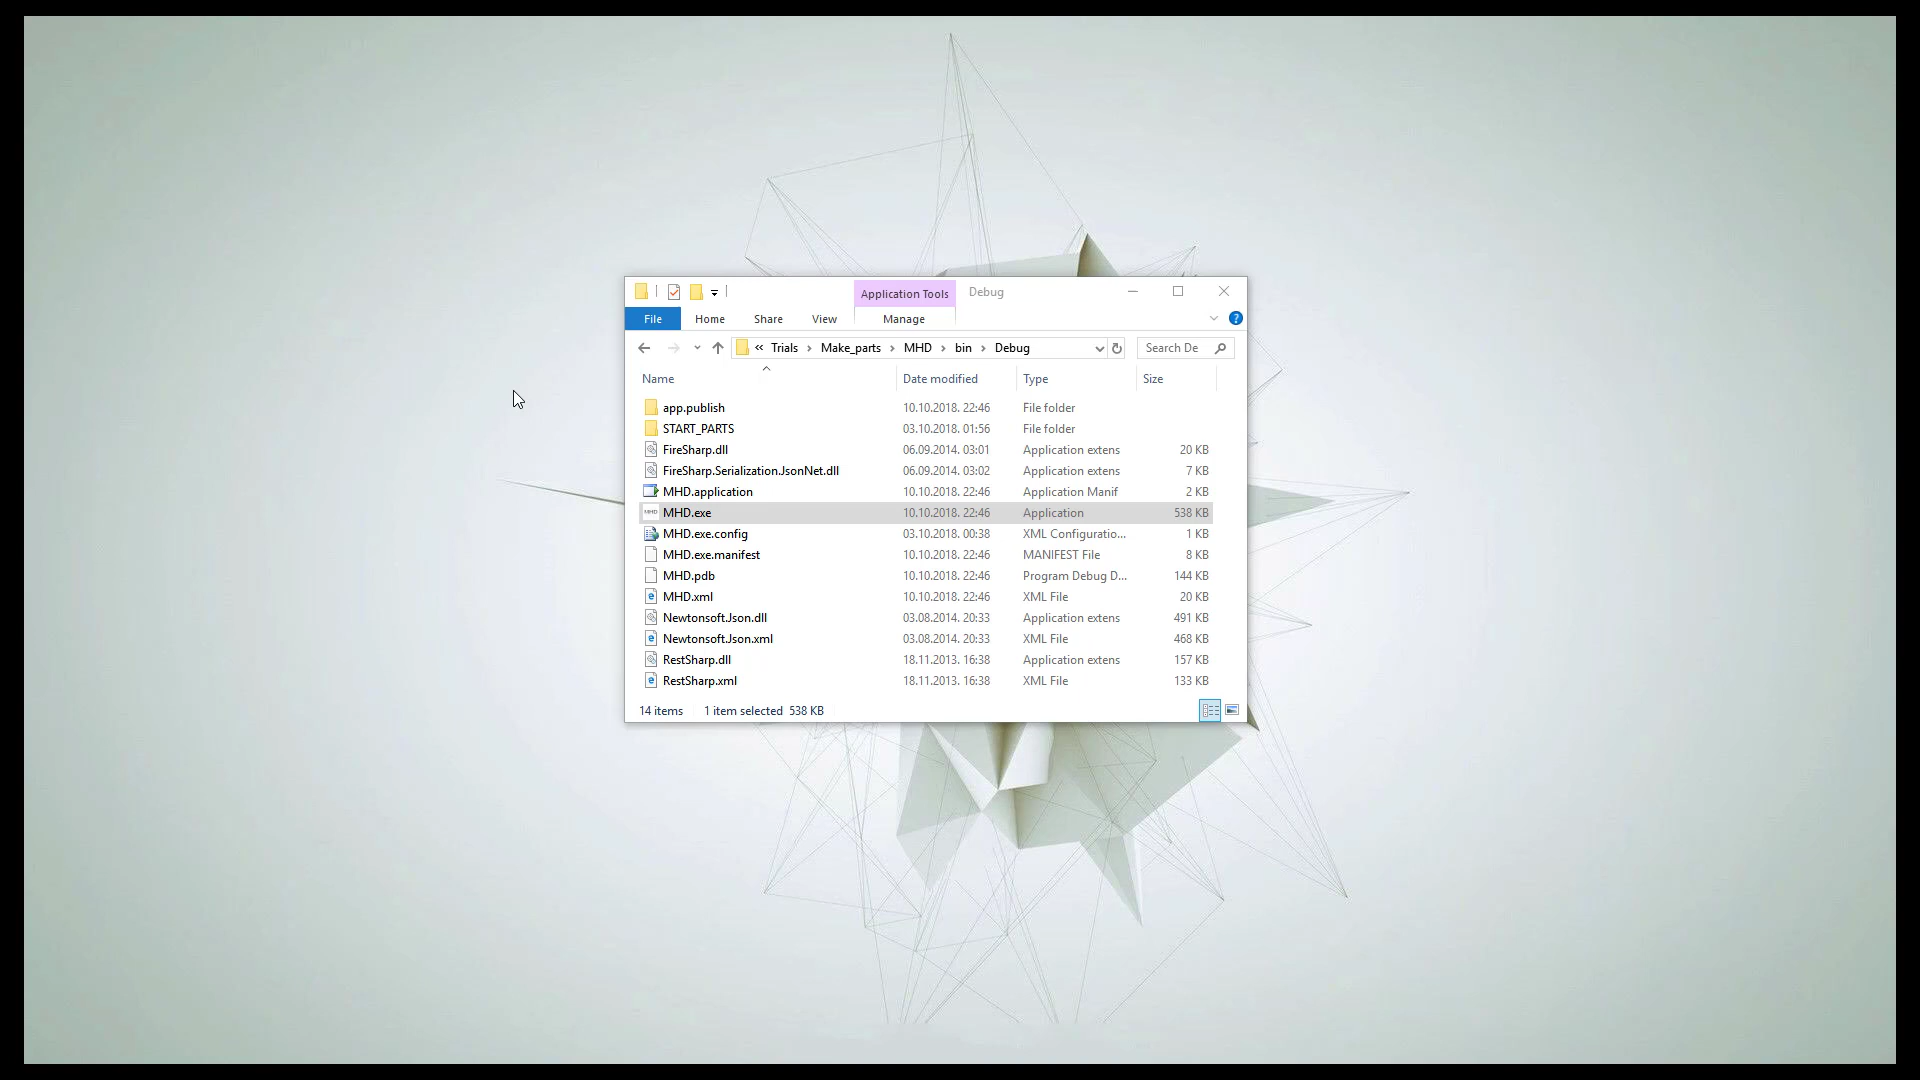 Application Tools Debug
File Home Share View Manage
« Trials Make_parts MHD bin Debug Search De
Name Date modified Type Size
app.publish 10.10.2018. 22:46 File folder
START_PARTS 03.10.2018. 01:56 File folder
FireSharp.dll 06.09.2014. 03:01 Application extens 20 KB
FireSharp.Serialization.JsonNet.dll 06.09.2014. 03:02 Application extens 7 KB
MHD.application 10.10.2018. 22:46 Application Manif 2 KB
MHD MHD.exe 10.10.2018. 22:46 Application 538 KB
MHD.exe.config 03.10.2018. 00:38 XML Configuratio... 1 KB
MHD.exe.manifest 10.10.2018. 22:46 MANIFEST File 8 KB
MHD.pdb 10.10.2018. 22:46 Program Debug D... 144 KB
MHD.xml 10.10.2018. 22:46 XML File 20 KB
Newtonsoft.Json.dll 03.08.2014. 20:33 Application extens 491 KB
Newtonsoft.Json.xml 03.08.2014. 20:33 XML File 468 KB
RestSharp.dll 18.11.2013. 16:38 Application extens 157 KB
RestSharp.xml 18.11.2013. 16:38 XML File 133 KB
14 items 1 item selected 538 KB